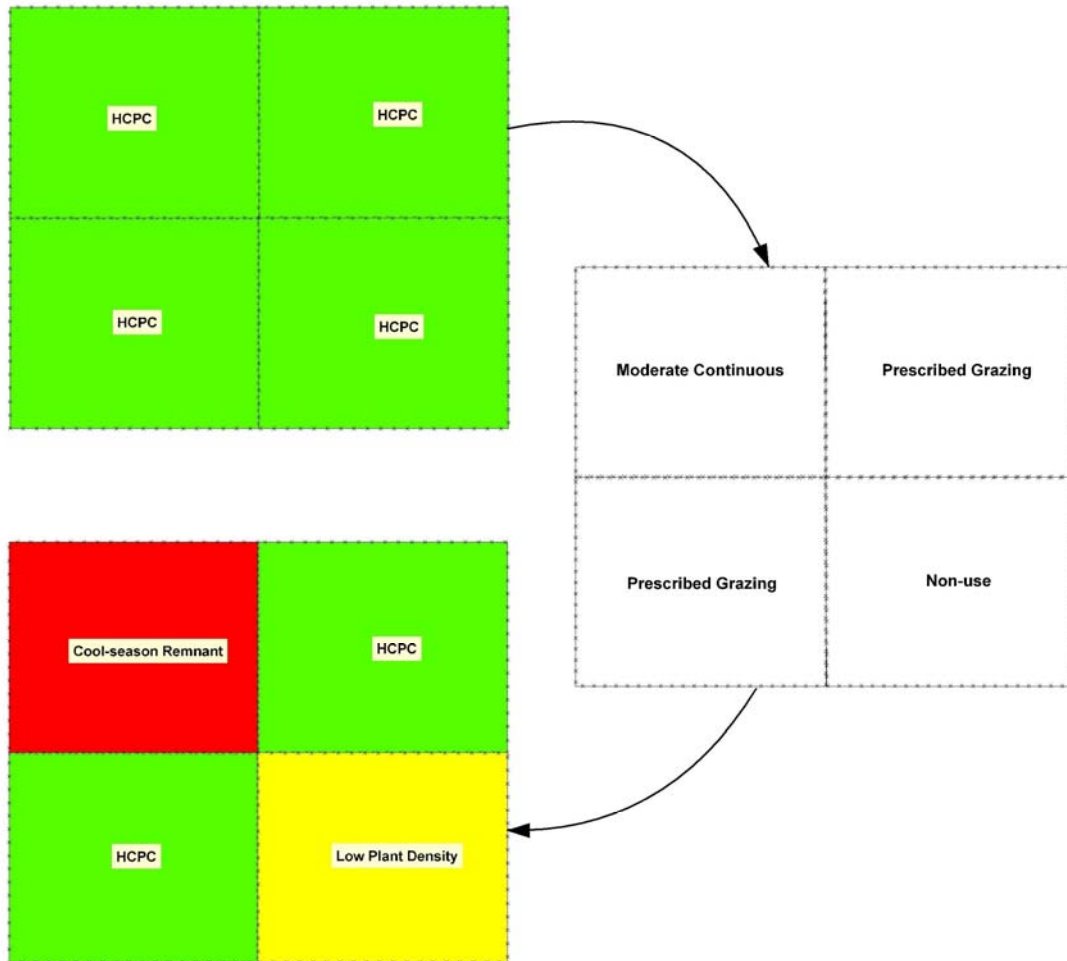 HCPC
HCPC
HCPC
HCPC
Moderate Continuous
Prescribed Grazing
Prescribed Grazing
Non-use
Cool-season Remnant
HCPC
HCPC
Low Plant Density